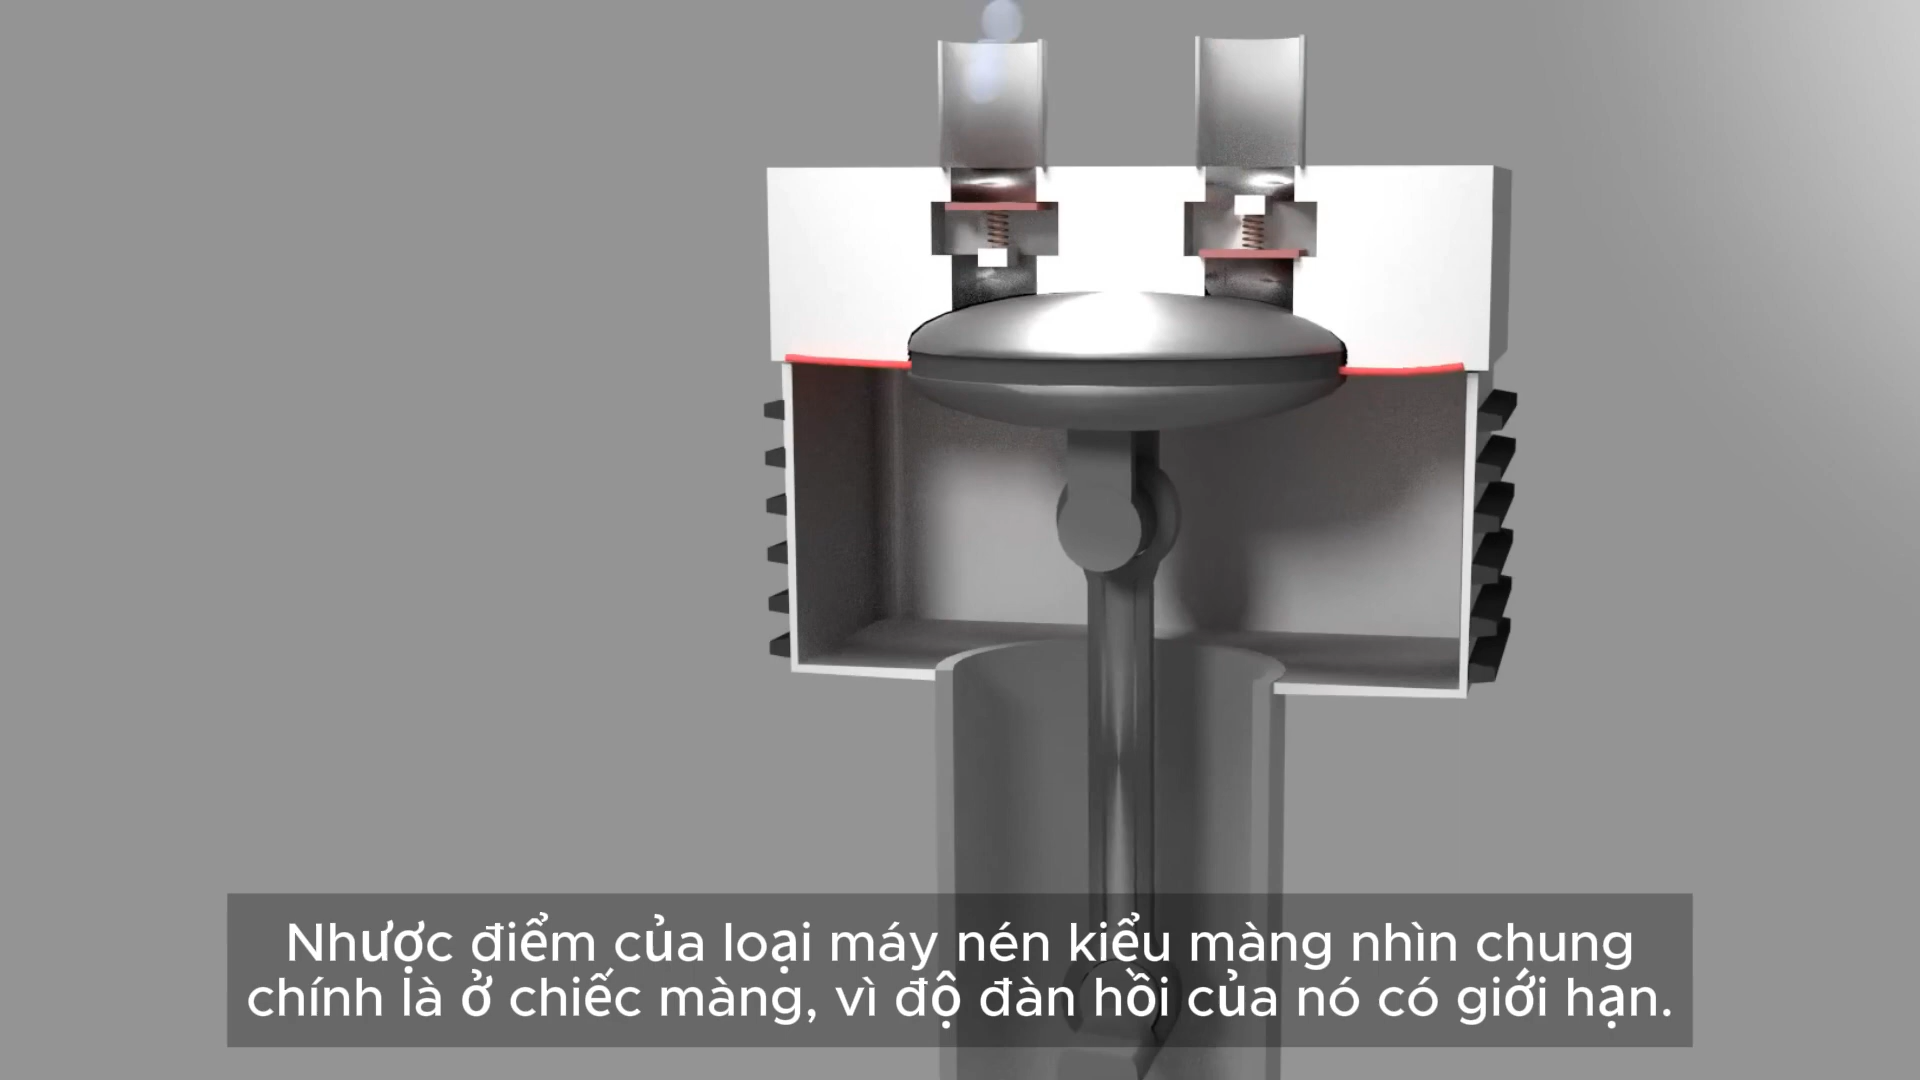 Nhược điểm của loại máy nén kiểu màng nhìn chung
chính là ở chiếc màng, vì độ đàn hồi của nó có giới hạn.